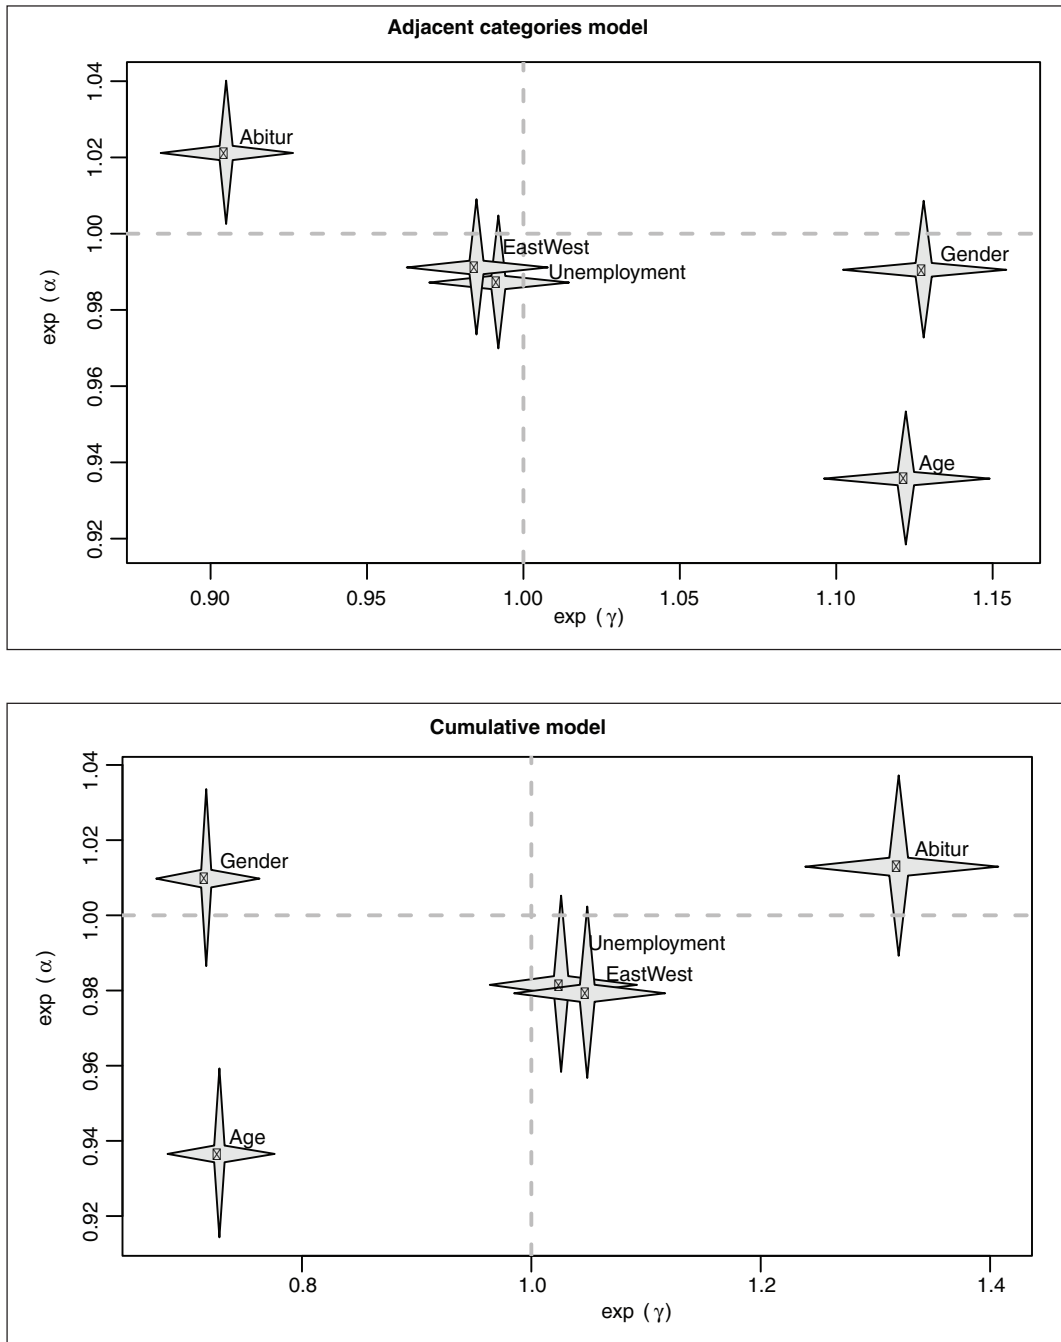 Adjacent categories model
1.04
1.02
1.00
0.98
0.96
0.94
0.92
exp (α)
Abitur
EastWest
Unemployment
Gender
Age
0.90 0.95 1.00 1.05 1.10 1.15
exp (γ)
Cumulative model
1.04
1.02
1.00
0.98
0.96
0.94
0.92
exp (α)
Gender
Abitur
Unemployment
EastWest
Age
0.8 1.0 1.2 1.4
exp (γ)